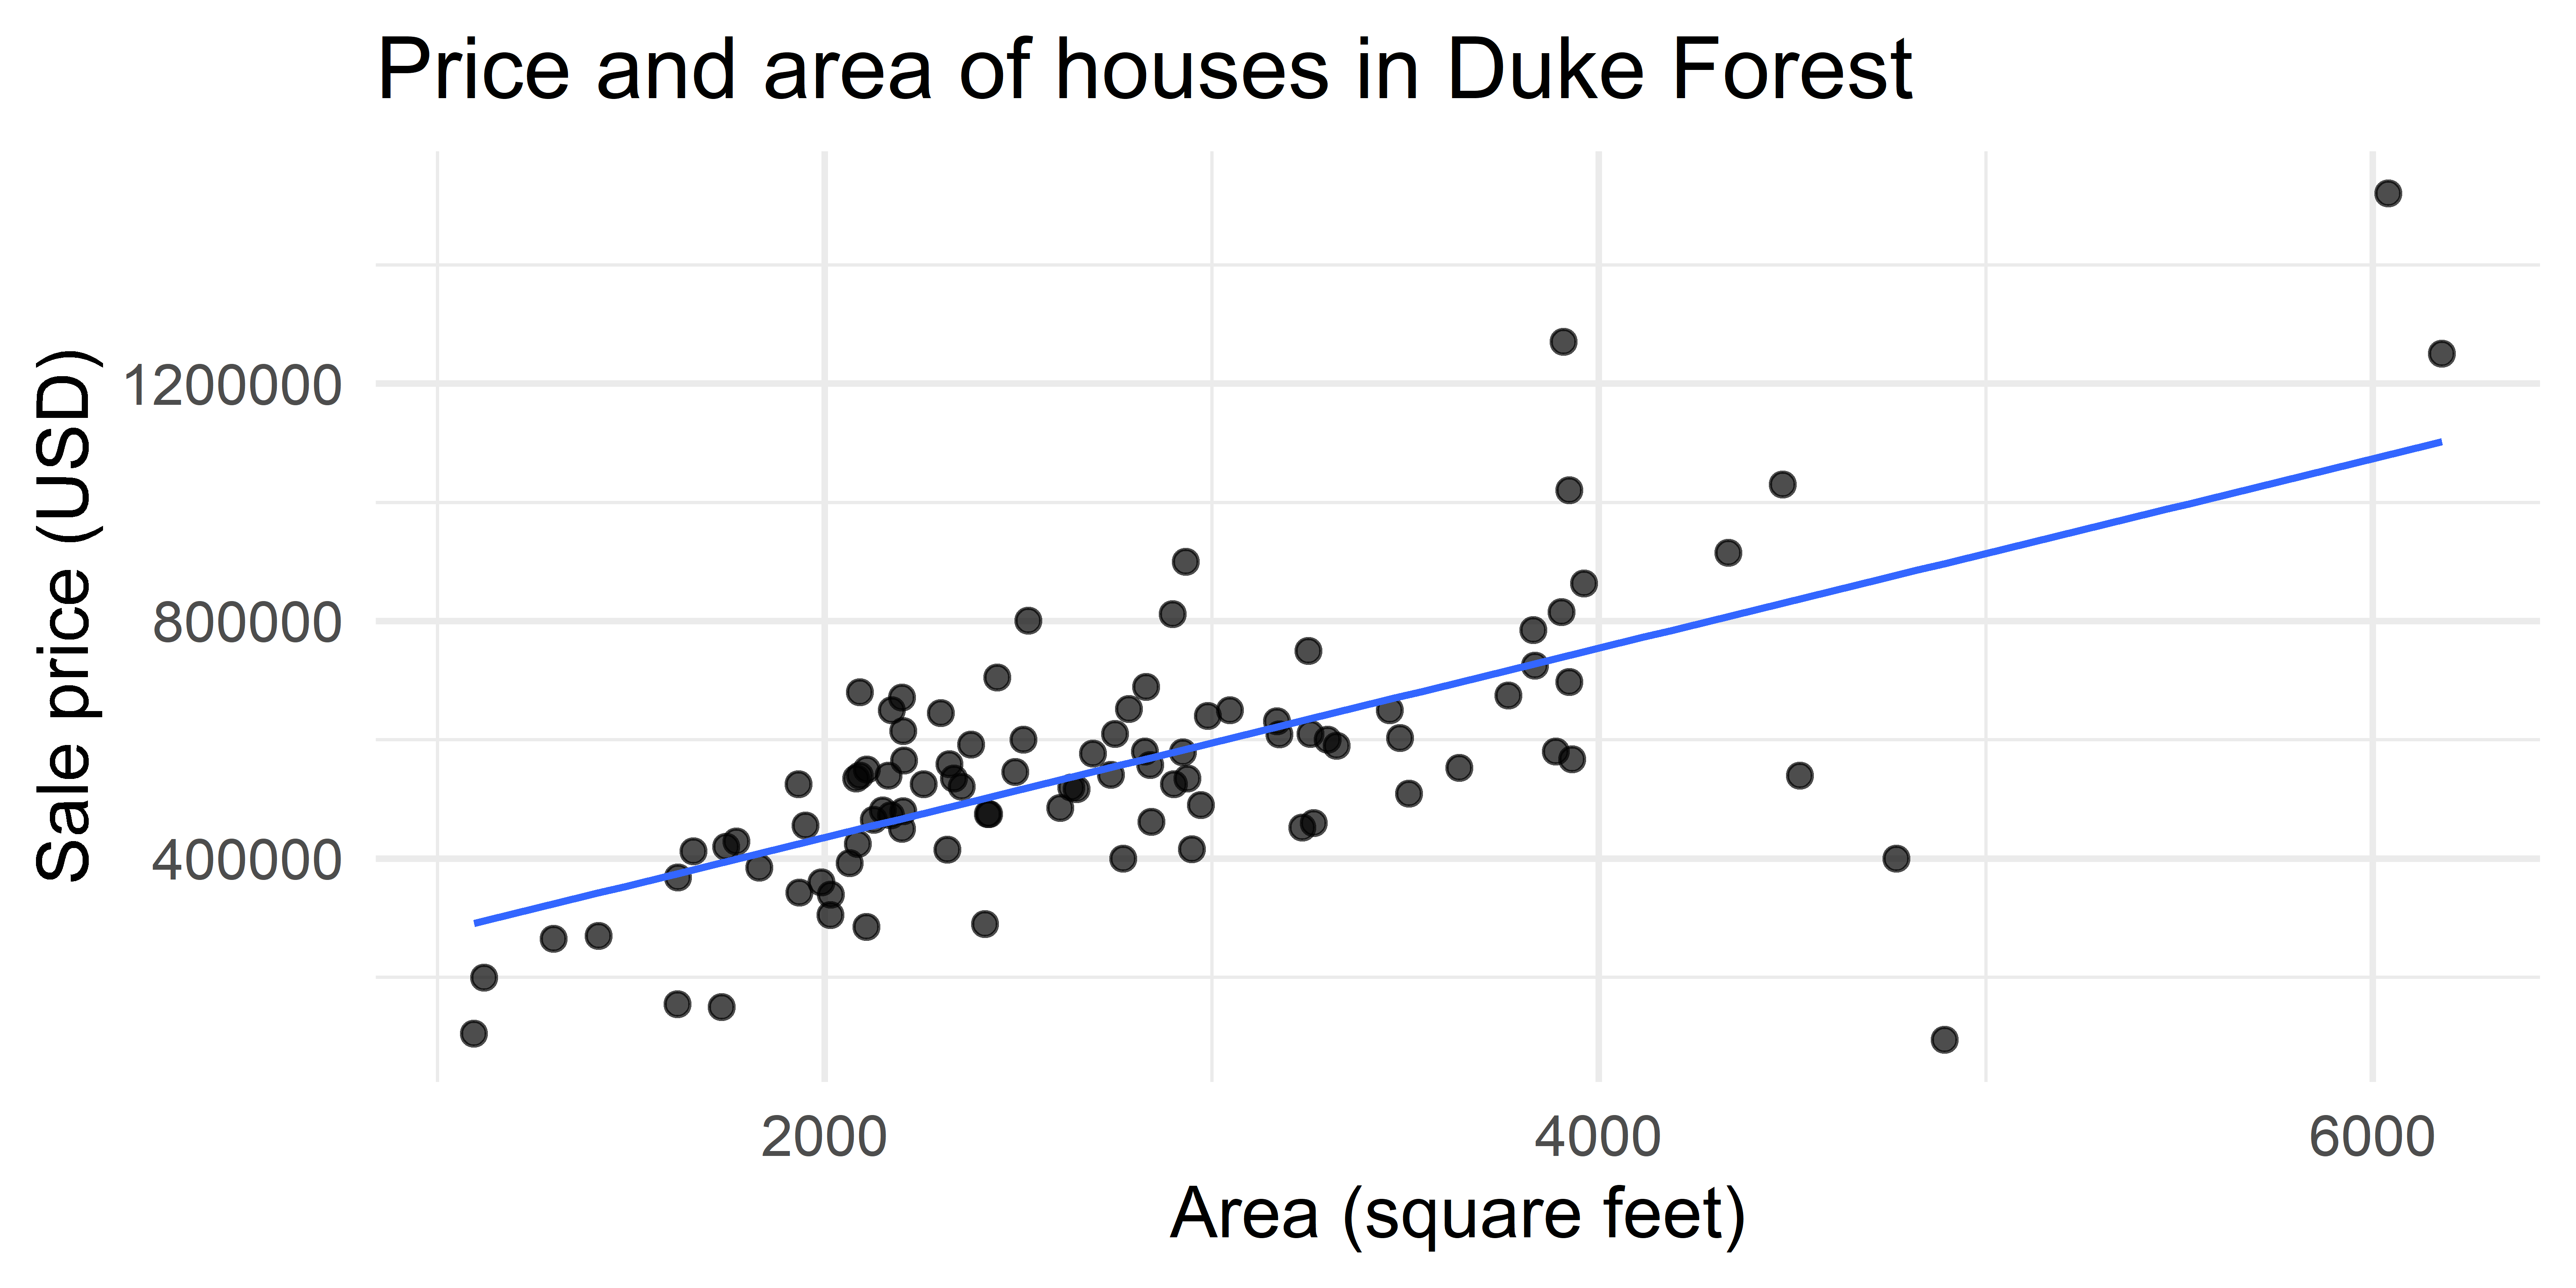 Price and area of houses in Duke Forest
Sale price (USD)
1200000
800000
400000
2000
4000
6000
Area (square feet)